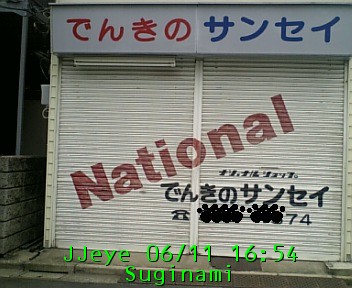 でんきのサンセイ
National
ナショナルショップ
でんきのサンセイ
☎ 74
JJeye 06/11 16:54
Suginami